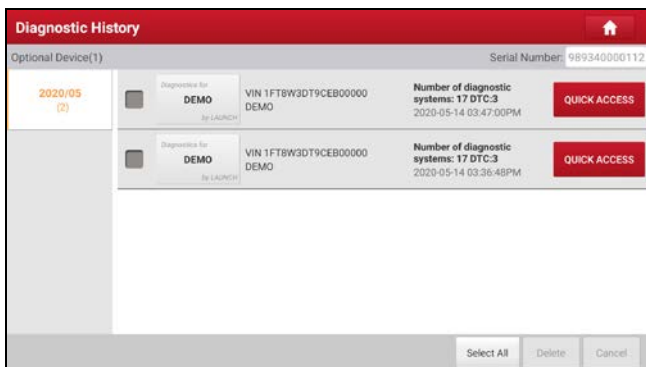 Diagnostic History
Optional Device(1)
Serial Number: 989340000112
2020/05
(2)
Diagnostics for
DEMO
by LAUNCH
VIN 1FT8W3DT9CEB00000
DEMO
Number of diagnostic
systems: 17 DTC:3
2020-05-14 03:47:00PM
QUICK ACCESS
Diagnostics for
DEMO
by LAUNCH
VIN 1FT8W3DT9CEB00000
DEMO
Number of diagnostic
systems: 17 DTC:3
2020-05-14 03:36:48PM
QUICK ACCESS
Select All
Delete
Cancel